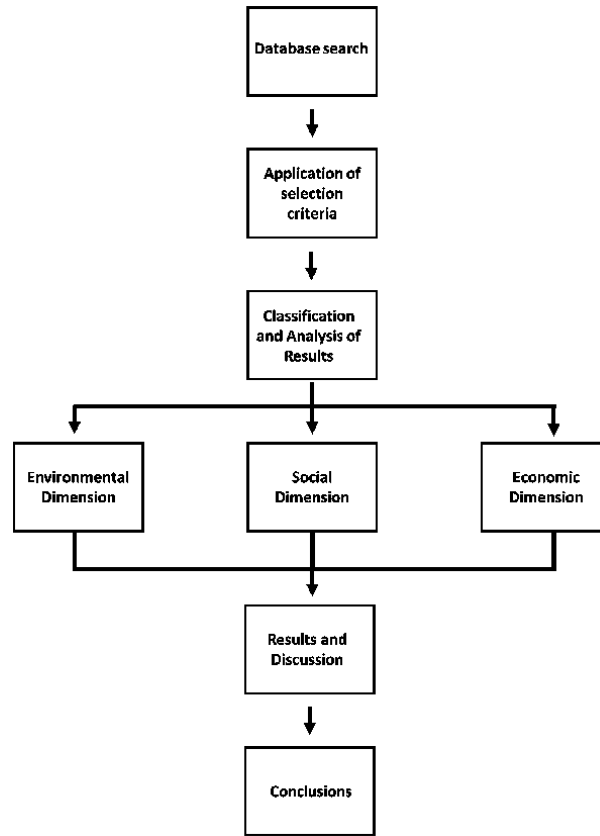 Database search
Application of
selection
criteria
Classification
and Analysis of
Results
Environmental
Dimension
Social
Dimension
Economic
Dimension
Results and
Discussion
Conclusions